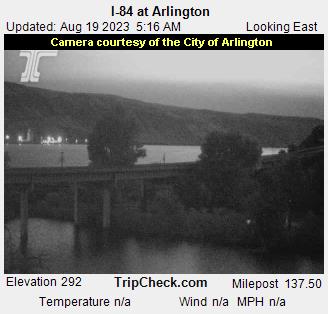 I-84 at Arlington
Updated: Aug 19 2023 5:16 AM Looking East
Camera courtesy of the City of Arlington
Elevation 292 TripCheck.com Milepost 137.50
Temperature n/a Wind n/a MPH n/a